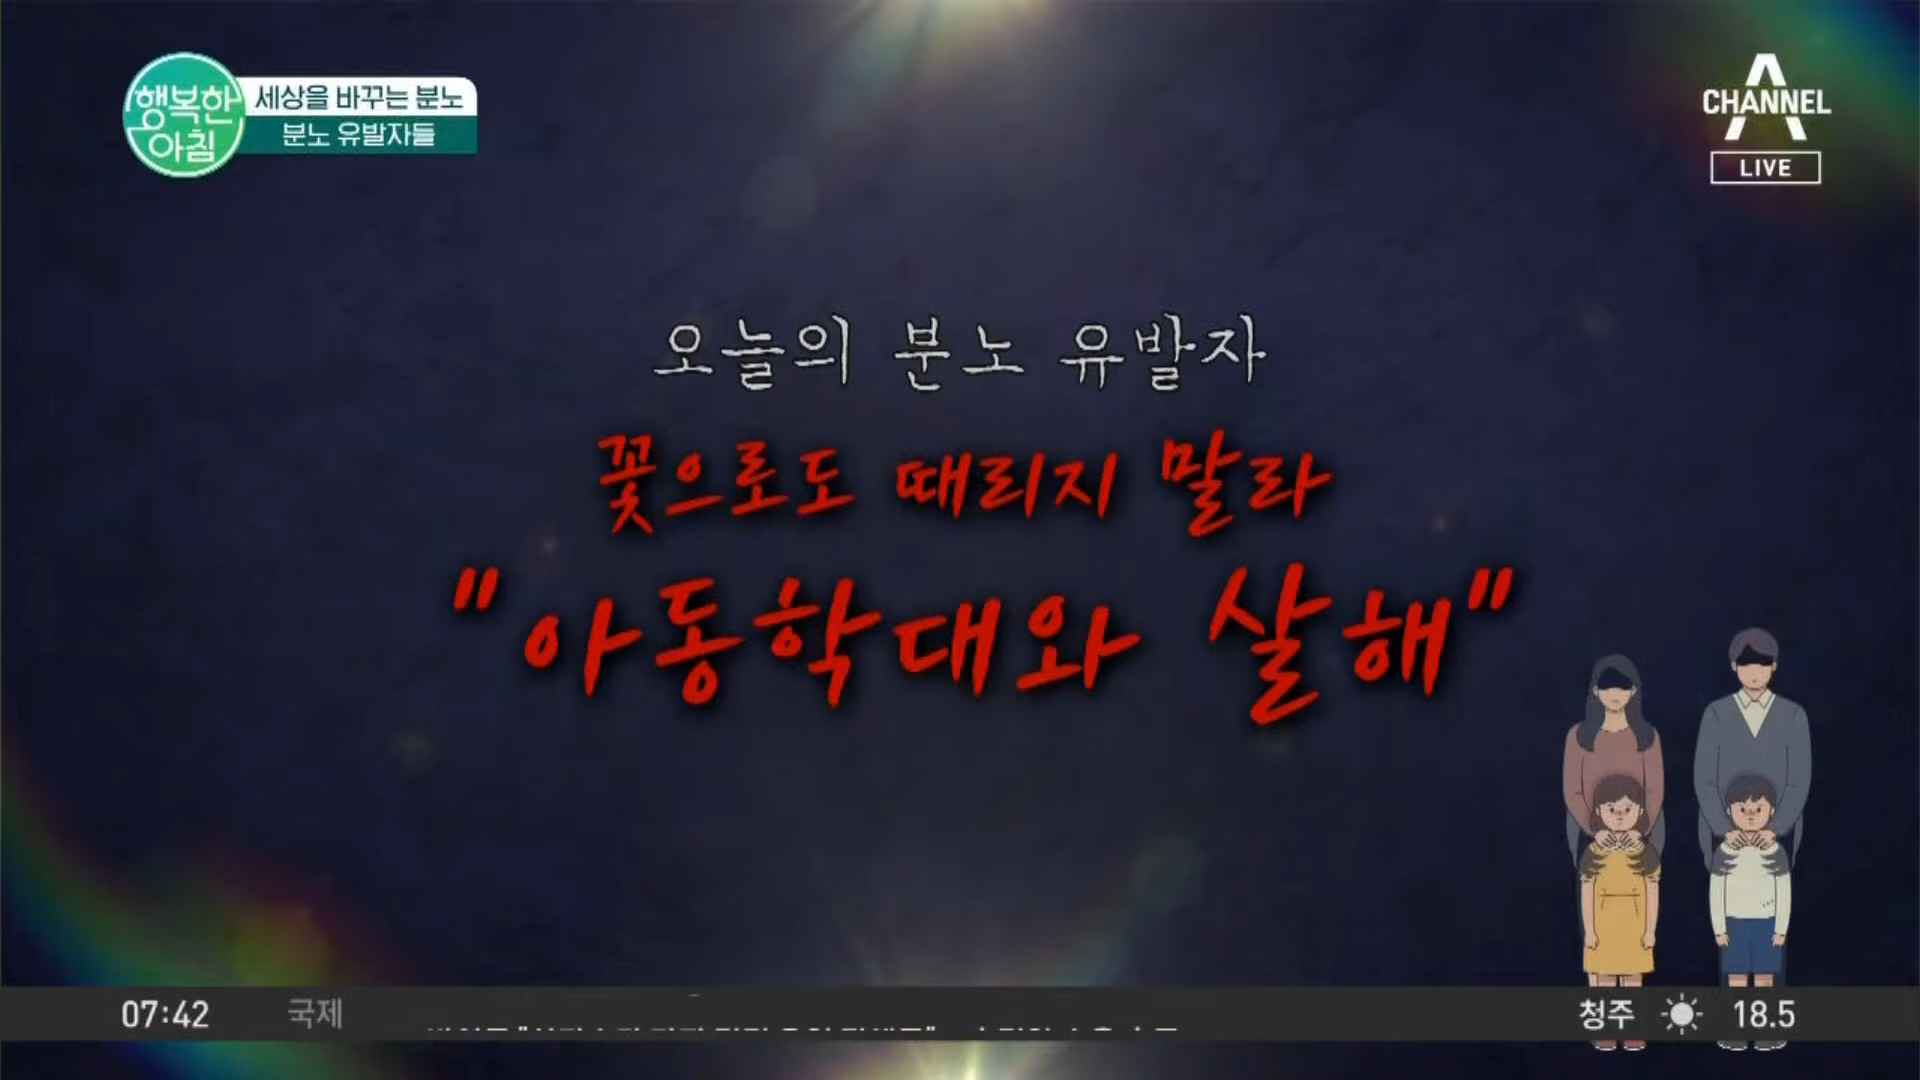 행복한
아침
세상을 바꾸는 분노
분노 유발자들
CHANNEL A
LIVE
오늘의 분노 유발자
꽃으로도 때리지 말라
"아동학대와 살해"
07:42 국제
청주 18.5